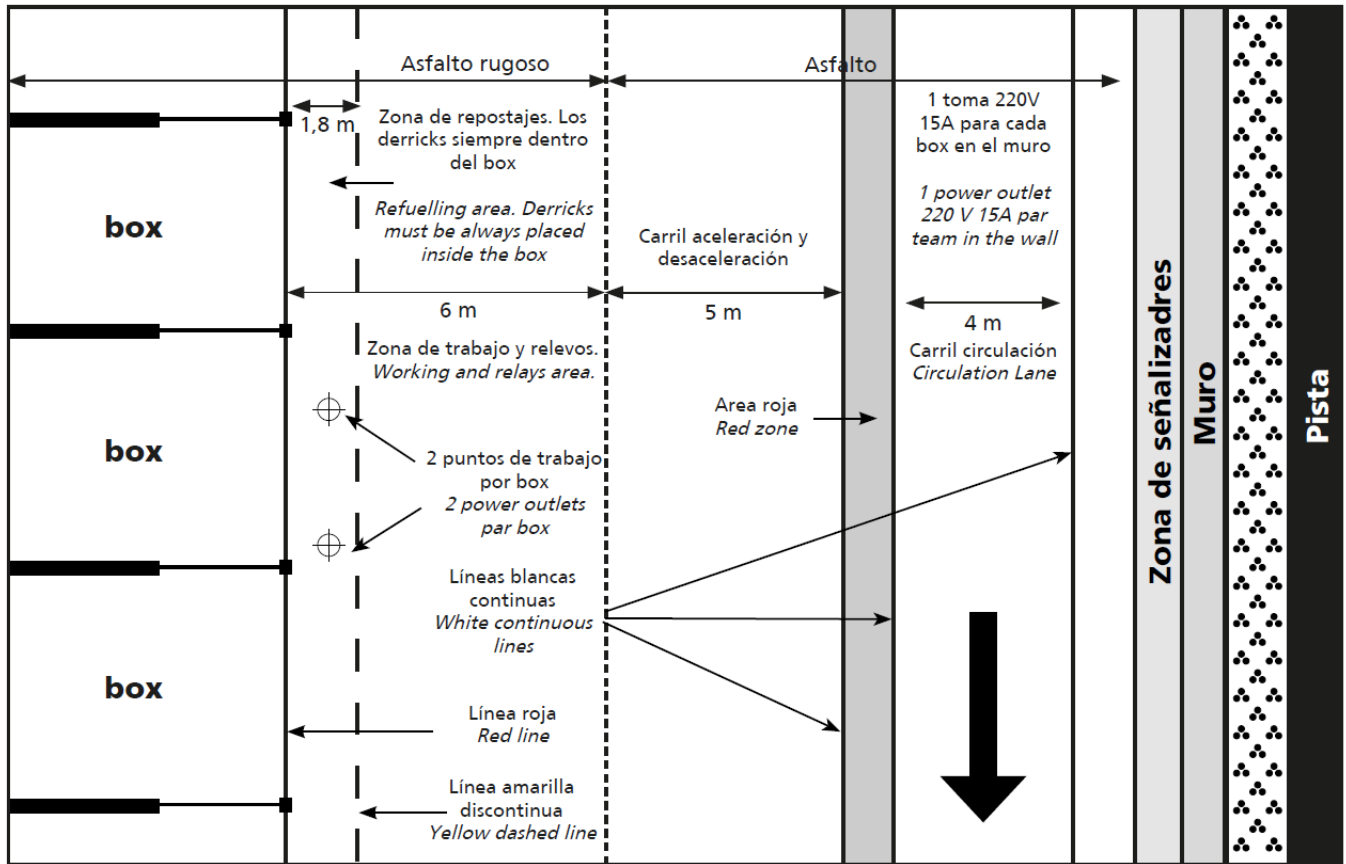 Asfalto rugoso
Asfalto
1,8 m
Zona de repostajes. Los
derricks siempre dentro
del box
Refuelling area. Derricks
must be always placed
inside the box
1 toma 220V
15A para cada
box en el muro
1 power outlet
220 V 15A par
team in the wall
box
Carril aceleración y
desaceleración
6 m
5 m
4 m
Zona de trabajo y relevos.
Working and relays area.
Carril circulación
Circulation Lane
Area roja
Red zone
box
2 puntos de trabajo
por box
2 power outlets
par box
Líneas blancas
continuas
White continuous
lines
box
Línea roja
Red line
Línea amarilla
discontinua
Yellow dashed line
Zona de señalizadres
Muro
Pista